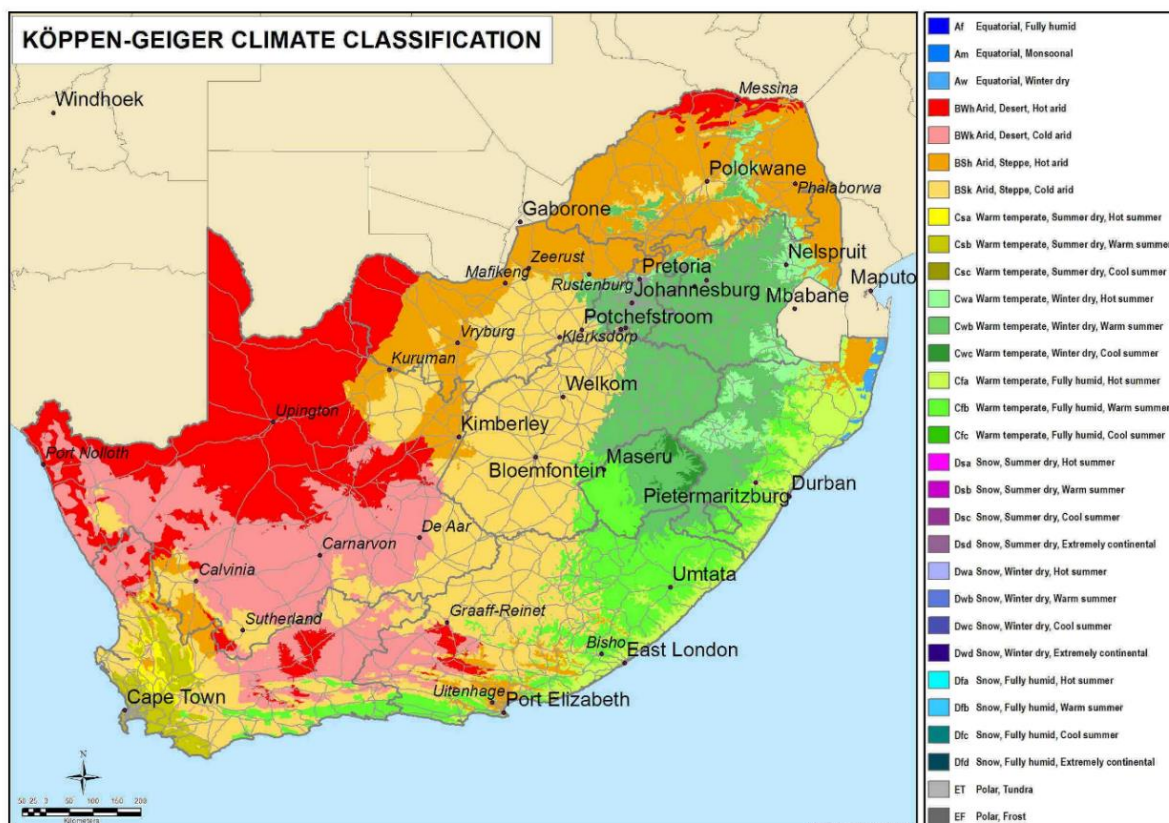 KÖPPEN-GEIGER CLIMATE CLASSIFICATION
Windhoek
Messina
Polokwane
Phalaborwa
Gaborone
Zeerust
Nelspruit
Mafikeng
Pretoria
Rustenburg
Johannesburg
Maputo
Mbabane
Potchefstroom
Klerksdorp
Vryburg
Kuruman
Welkom
Upington
Kimberley
Port Nolloth
Bloemfontein
Maseru
Durban
Pietermaritzburg
De Aar
Carnarvon
Calvinia
Umtata
Graaff-Reinet
Sutherland
Bisho
East London
Uitenhage
Cape Town
Port Elizabeth
N
50 25 0 50 100 150 200
Kilometers
Af Equatorial, Fully humid
Am Equatorial, Monsoonal
Aw Equatorial, Winter dry
BWh Arid, Desert, Hot arid
BWk Arid, Desert, Cold arid
BSh Arid, Steppe, Hot arid
BSk Arid, Steppe, Cold arid
Csa Warm temperate, Summer dry, Hot summer
Csb Warm temperate, Summer dry, Warm summer
Csc Warm temperate, Summer dry, Cool summer
Cwa Warm temperate, Winter dry, Hot summer
Cwb Warm temperate, Winter dry, Warm summer
Cwc Warm temperate, Winter dry, Cool summer
Cfa Warm temperate, Fully humid, Hot summer
Cfb Warm temperate, Fully humid, Warm summer
Cfc Warm temperate, Fully humid, Cool summer
Dsa Snow, Summer dry, Hot summer
Dsb Snow, Summer dry, Warm summer
Dsc Snow, Summer dry, Cool summer
Dsd Snow, Summer dry, Extremely continental
Dwa Snow, Winter dry, Hot summer
Dwb Snow, Winter dry, Warm summer
Dwc Snow, Winter dry, Cool summer
Dwd Snow, Winter dry, Extremely continental
Dfa Snow, Fully humid, Hot summer
Dfb Snow, Fully humid, Warm summer
Dfc Snow, Fully humid, Cool summer
Dfd Snow, Fully humid, Extremely continental
ET Polar, Tundra
EF Polar, Frost